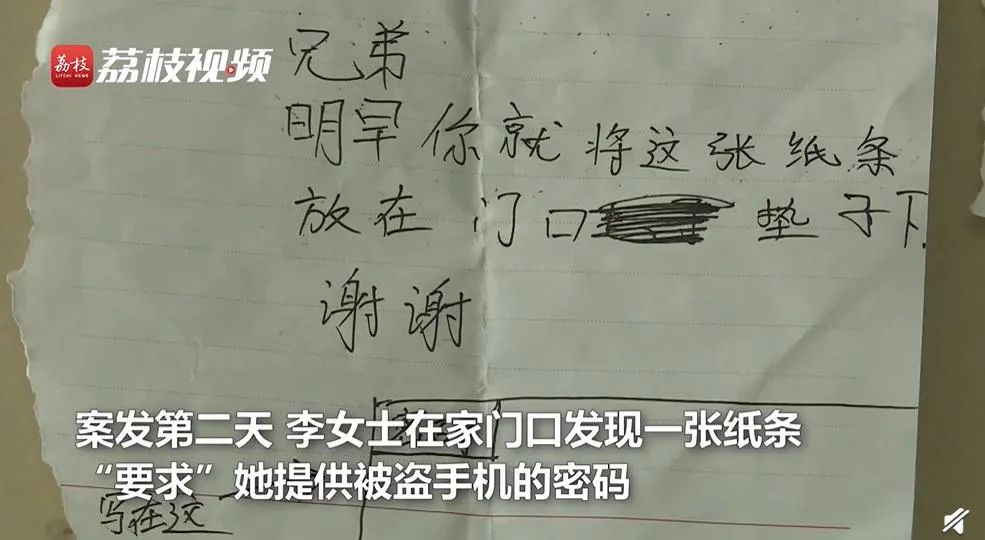 荔枝
LITCHI NEWS
荔枝视频
兄弟
明早你就将这张纸条
放在门口垫子下
谢谢
案发第二天 李女士在家门口发现一张纸条
“要求”她提供被盗手机的密码
写在这